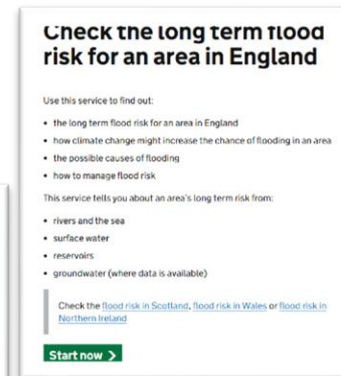 Check the long term flood
risk for an area in England
Use this service to find out:
• the long term flood risk for an area in England
• how climate change might increase the chance of flooding in an area
• the possible causes of flooding
• how to manage flood risk
This service tells you about an area's long term risk from:
• rivers and the sea
• surface water
• reservoirs
• groundwater (where data is available)
Check the flood risk in Scotland, flood risk in Wales or flood risk in
Northern Ireland
Start now >